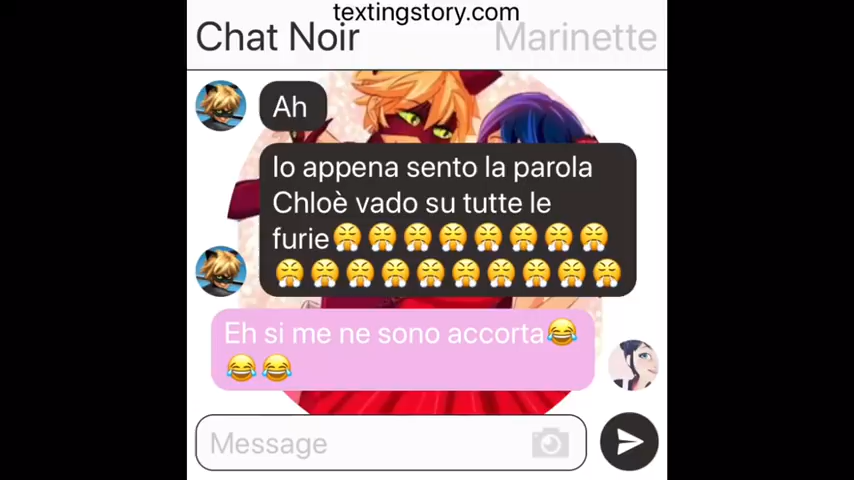 textingstory.com
Chat Noir
Marinette
Ah
Io appena sento la parola
Chloè vado su tutte le
furie😤😤😤😤😤😤😤😤
😤😤😤😤😤😤😤😤😤😤
Eh si me ne sono accorta😂
😂😂
Message